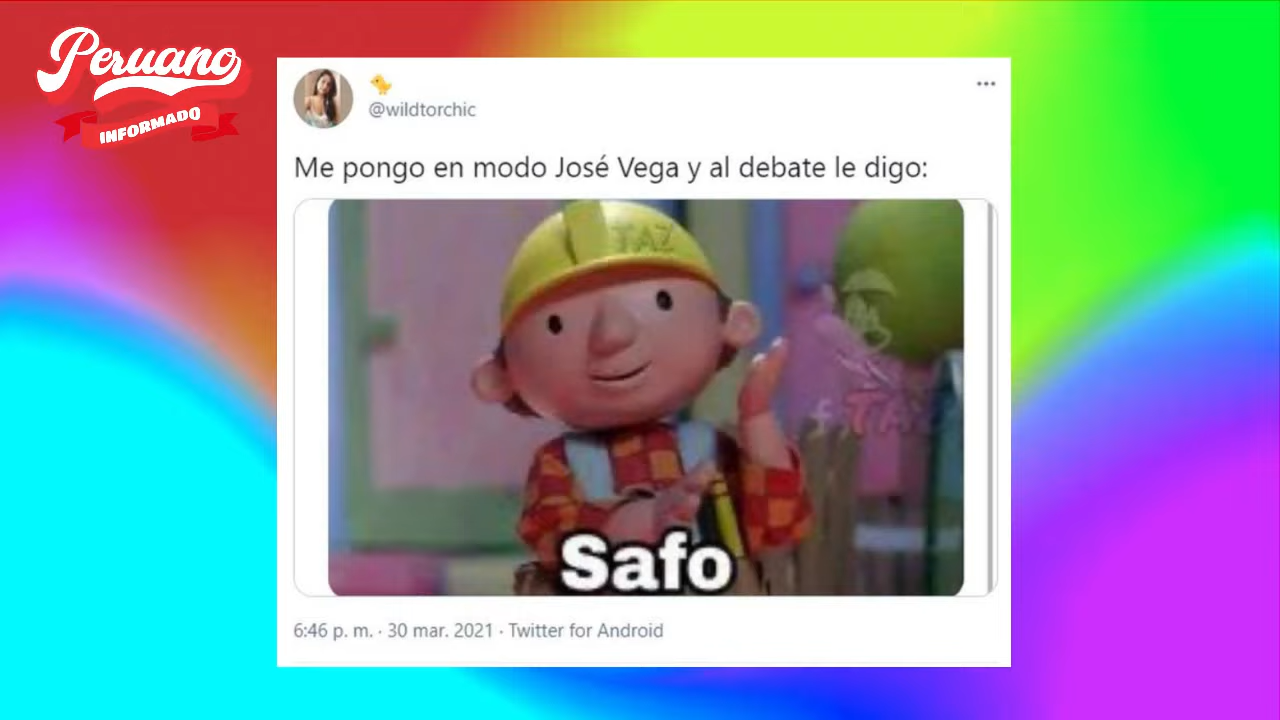 Peruano
INFORMADO
@wildtorchic
Me pongo en modo José Vega y al debate le digo:
TAZ
TAZ
Safo
6:46 p. m. · 30 mar. 2021 · Twitter for Android